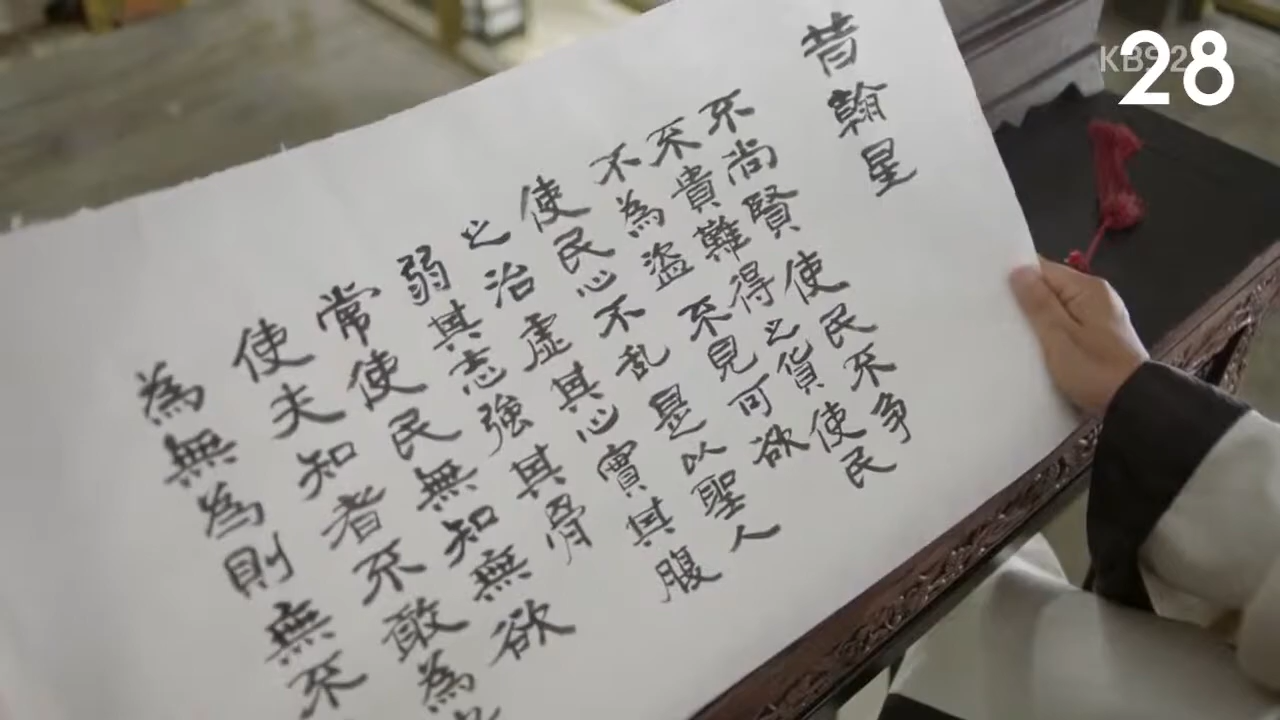 昔翰星
不尚賢使民不争
不貴難得之貨使民
不為盜不見可欲
使民心不乱是以聖人
之治虛其心實其腹
弱其志強其骨
常使民無知無欲
使夫知者不敢為
為無為則無不
KBS2
28